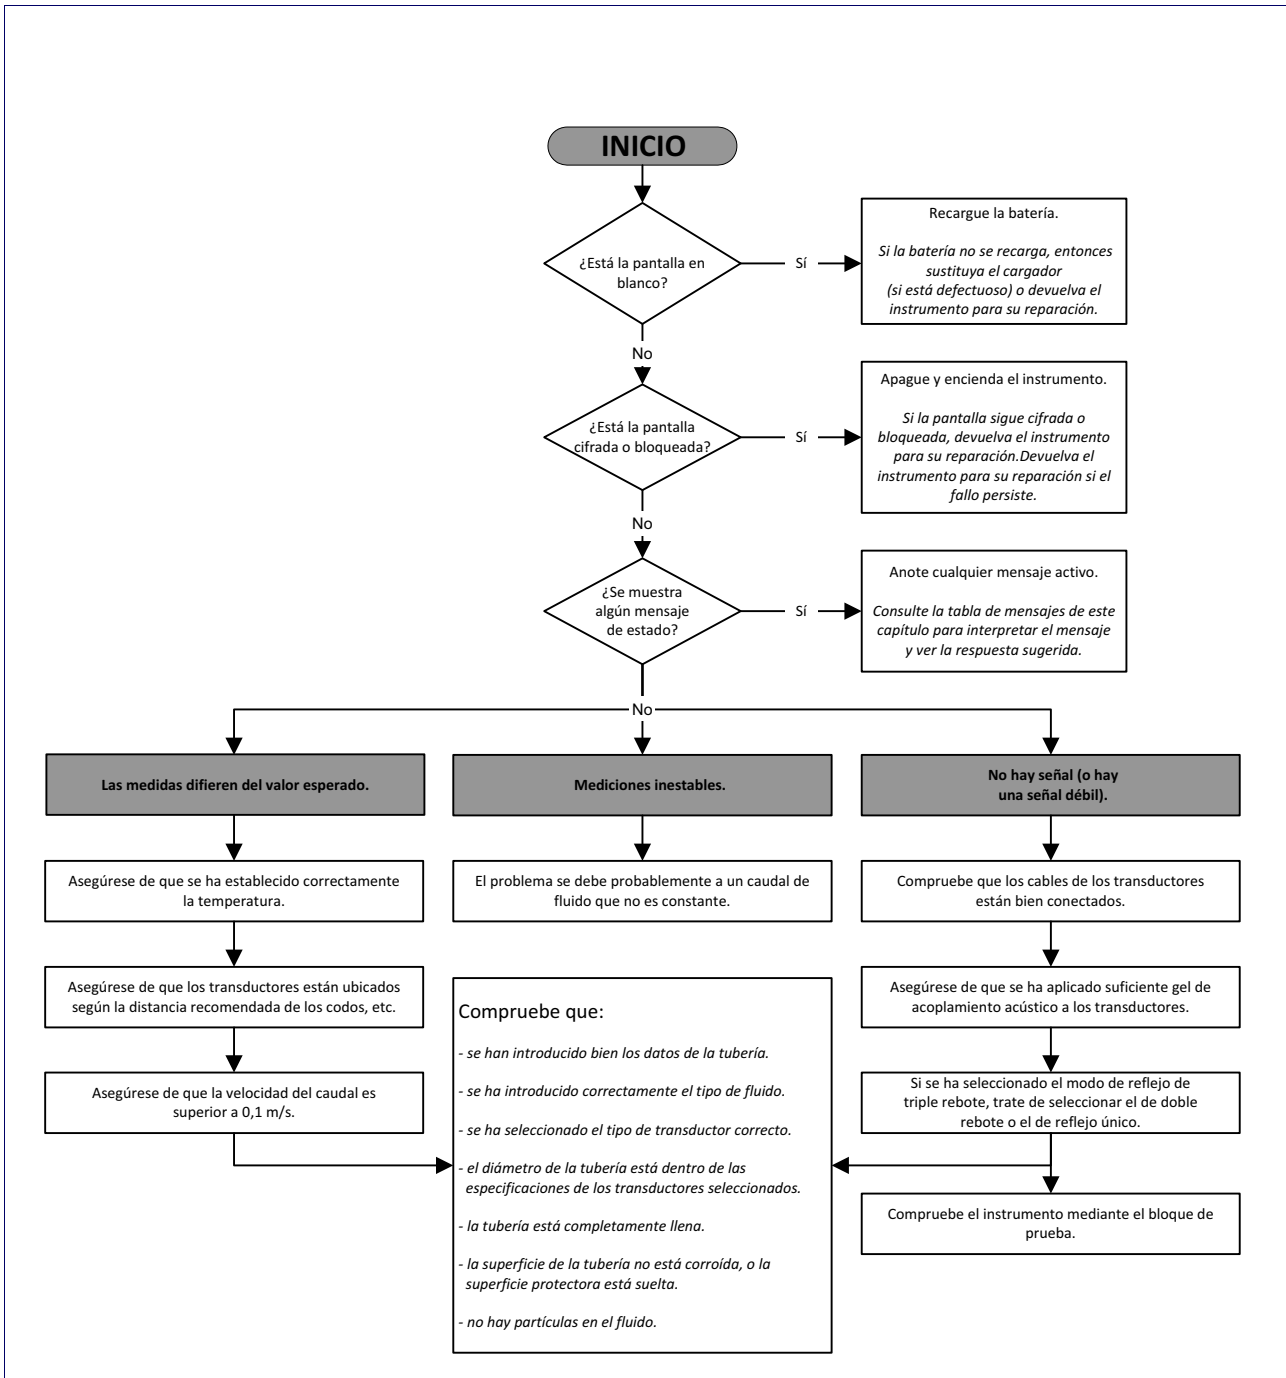 INICIO
¿Está la pantalla en
blanco?
Sí
Recargue la batería.
Si la batería no se recarga, entonces
sustituya el cargador
(si está defectuoso) o devuelva el
instrumento para su reparación.
No
¿Está la pantalla
cifrada o bloqueada?
Sí
Apague y encienda el instrumento.
Si la pantalla sigue cifrada o
bloqueada, devuelva el instrumento
para su reparación.Devuelva el
instrumento para su reparación si el
fallo persiste.
No
¿Se muestra
algún mensaje
de estado?
Sí
Anote cualquier mensaje activo.
Consulte la tabla de mensajes de este
capítulo para interpretar el mensaje
y ver la respuesta sugerida.
No
Las medidas difieren del valor esperado.
Asegúrese de que se ha establecido correctamente
la temperatura.
Asegúrese de que los transductores están ubicados
según la distancia recomendada de los codos, etc.
Asegúrese de que la velocidad del caudal es
superior a 0,1 m/s.
Mediciones inestables.
El problema se debe probablemente a un caudal de
fluido que no es constante.
Compruebe que:
- se han introducido bien los datos de la tubería.
- se ha introducido correctamente el tipo de fluido.
- se ha seleccionado el tipo de transductor correcto.
- el diámetro de la tubería está dentro de las
especificaciones de los transductores seleccionados.
- la tubería está completamente llena.
- la superficie de la tubería no está corroída, o la
superficie protectora está suelta.
- no hay partículas en el fluido.
No hay señal (o hay
una señal débil).
Compruebe que los cables de los transductores
están bien conectados.
Asegúrese de que se ha aplicado suficiente gel de
acoplamiento acústico a los transductores.
Si se ha seleccionado el modo de reflejo de
triple rebote, trate de seleccionar el de doble
rebote o el de reflejo único.
Compruebe el instrumento mediante el bloque de
prueba.